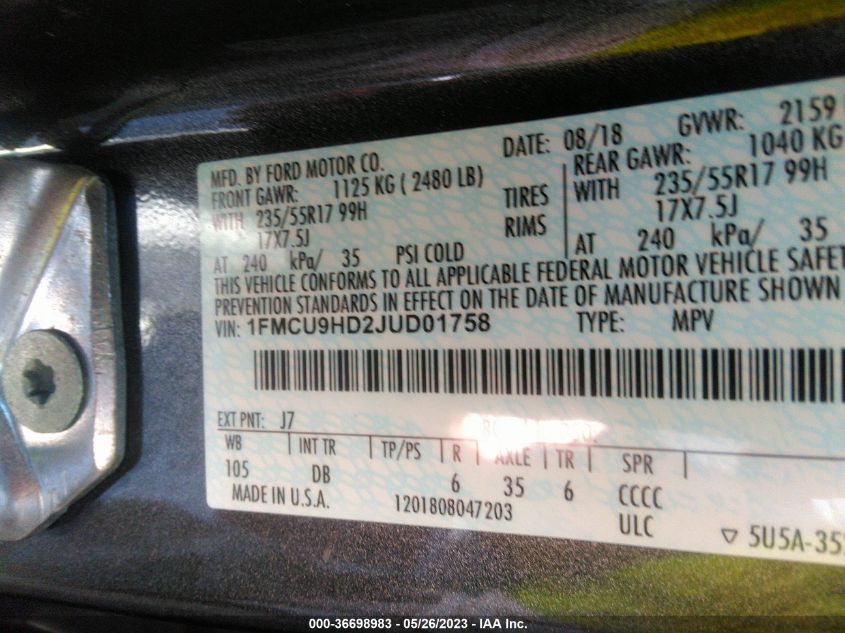 MFD. BY FORD MOTOR CO. DATE: 08/18 GVWR: 2159
FRONT GAWR: 1125 KG ( 2480 LB) REAR GAWR: 1040 KG
WITH 235/55R17 99H TIRES WITH 235/55R17 99H
17X7.5J RIMS 17X7.5J
AT 240 kPa/ 35 PSI COLD AT 240 kPa/ 35
THIS VEHICLE CONFORMS TO ALL APPLICABLE FEDERAL MOTOR VEHICLE SAFET
PREVENTION STANDARDS IN EFFECT ON THE DATE OF MANUFACTURE SHOWN
VIN: 1FMCU9HD2JUD01758 TYPE: MPV
EXT PNT: J7
WB INT TR TP/PS R AXLE TR SPR
105 DB 6 35 6 CCCC
MADE IN U.S.A. 1201808047203 ULC
5U5A-35
000-36698983 / 05/26/2023 - IAA Inc.